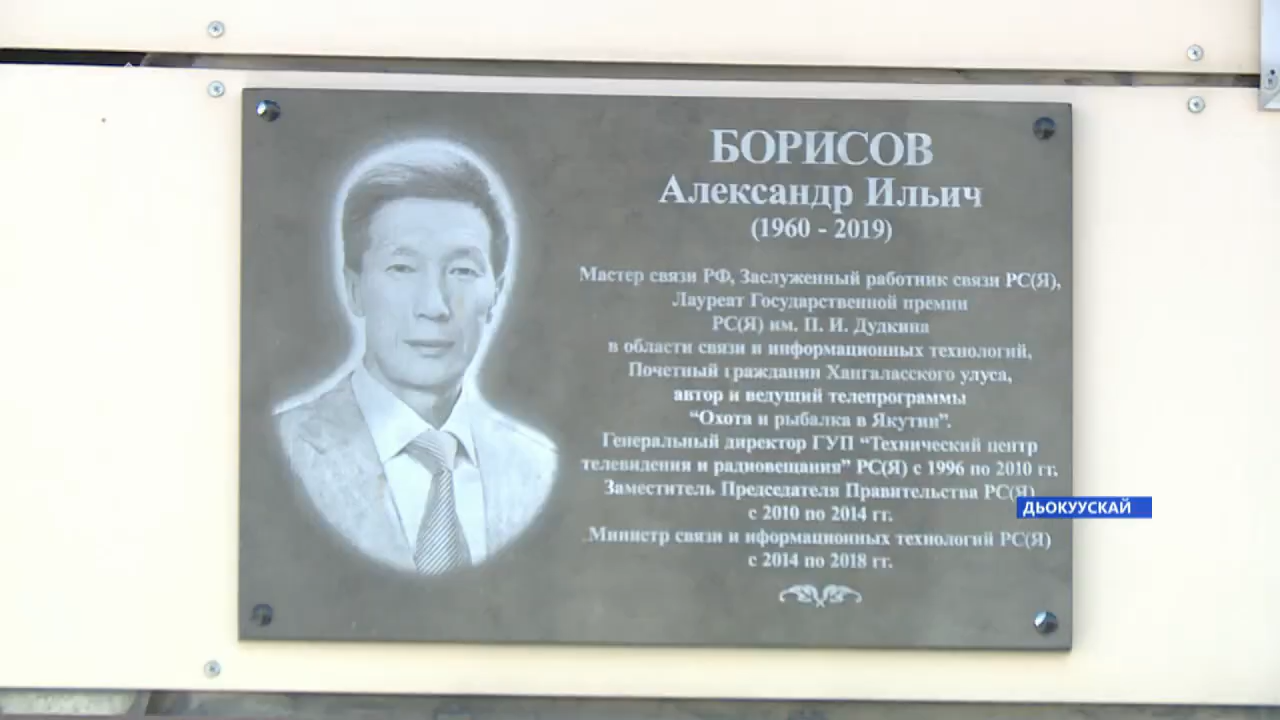 БОРИСОВ
Александр Ильич
(1960 - 2019)
Мастер связи РФ, Заслуженный работник связи РС(Я),
Лауреат Государственной премии
РС(Я) им. П. И. Дудкина
в области связи и информационных технологий,
Почетный гражданин Хангаласского улуса,
автор и ведущий телепрограммы
“Охота и рыбалка в Якутии”.
Генеральный директор ГУП “Технический центр
телевидения и радиовещания” РС(Я) с 1996 по 2010 гг.
Заместитель Председателя Правительства РС(Я)
с 2010 по 2014 гг.
Министр связи и иформационных технологий РС(Я)
с 2014 по 2018 гг.
ДЬОКУУСКАЙ